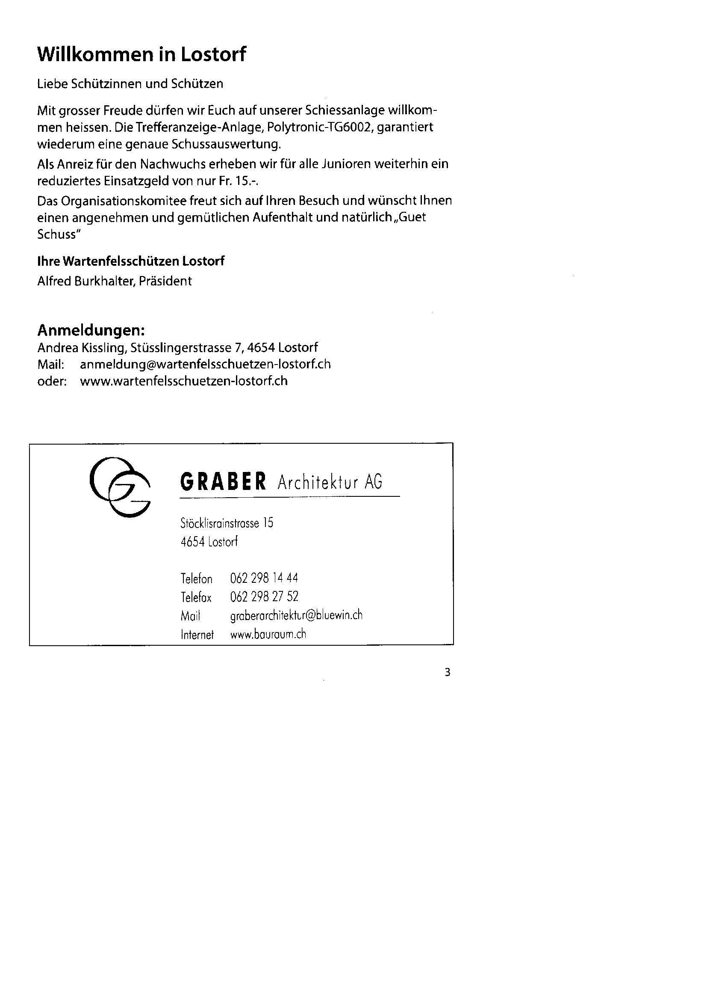 Willkommen in Lostorf
Liebe Schützinnen und Schützen
Mit grosser Freude dürfen wir Euch auf unserer Schiessanlage willkom-
men heissen. Die Trefferanzeige-Anlage, Polytronic-TG6002, garantiert
wiederum eine genaue Schussauswertung.
Als Anreiz für den Nachwuchs erheben wir für alle Junioren weiterhin ein
reduziertes Einsatzgeld von nur Fr. 15.-.
Das Organisationskomitee freut sich auf Ihren Besuch und wünscht Ihnen
einen angenehmen und gemütlichen Aufenthalt und natürlich „Guet
Schuss“
Ihre Wartenfelsschützen Lostorf
Alfred Burkhalter, Präsident
Anmeldungen:
Andrea Kissling, Stüsslingerstrasse 7, 4654 Lostorf
Mail: anmeldung@wartenfelsschuetzen-lostorf.ch
oder: www.wartenfelsschuetzen-lostorf.ch
GRABER Architektur AG
Stöcklisrainstrasse 15
4654 Lostorf
Telefon 062 298 14 44
Telefax 062 298 27 52
Mail graberarchitektur@bluewin.ch
Internet www.bauraum.ch
3